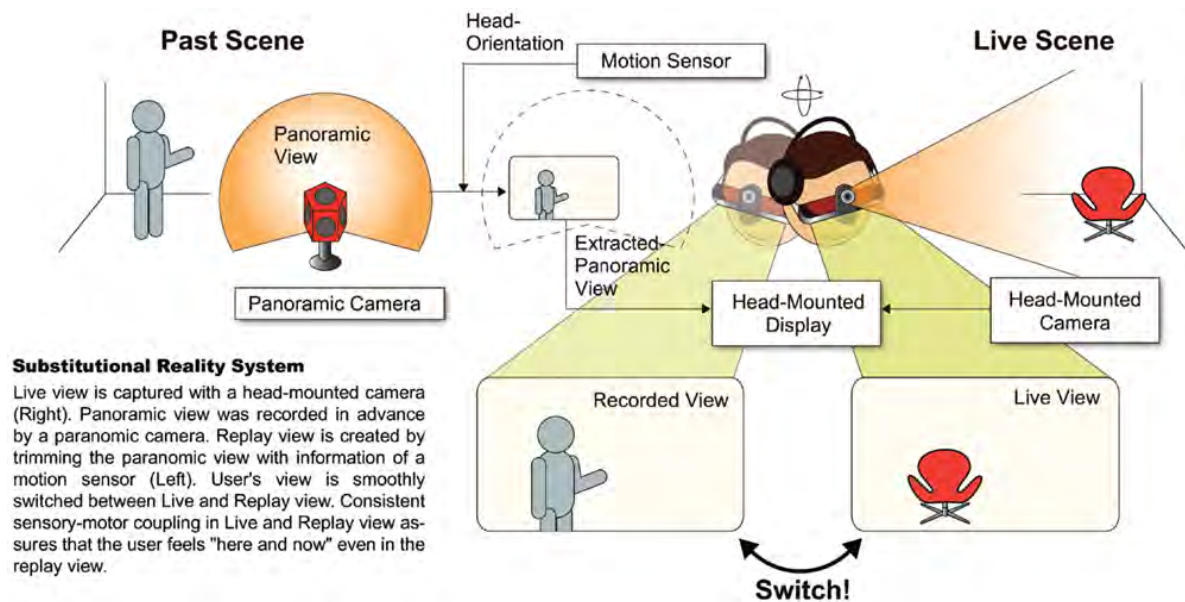 Past Scene
Head-
Orientation
Motion Sensor
Live Scene
Panoramic
View
Extracted-
Panoramic
View
Panoramic Camera
Head-Mounted
Display
Head-Mounted
Camera
Substitutional Reality System
Live view is captured with a head-mounted camera
(Right). Panoramic view was recorded in advance
by a paranomic camera. Replay view is created by
trimming the paranomic view with information of a
motion sensor (Left). User's view is smoothly
switched between Live and Replay view. Consistent
sensory-motor coupling in Live and Replay view as-
sures that the user feels "here and now" even in the
replay view.
Recorded View
Live View
Switch!